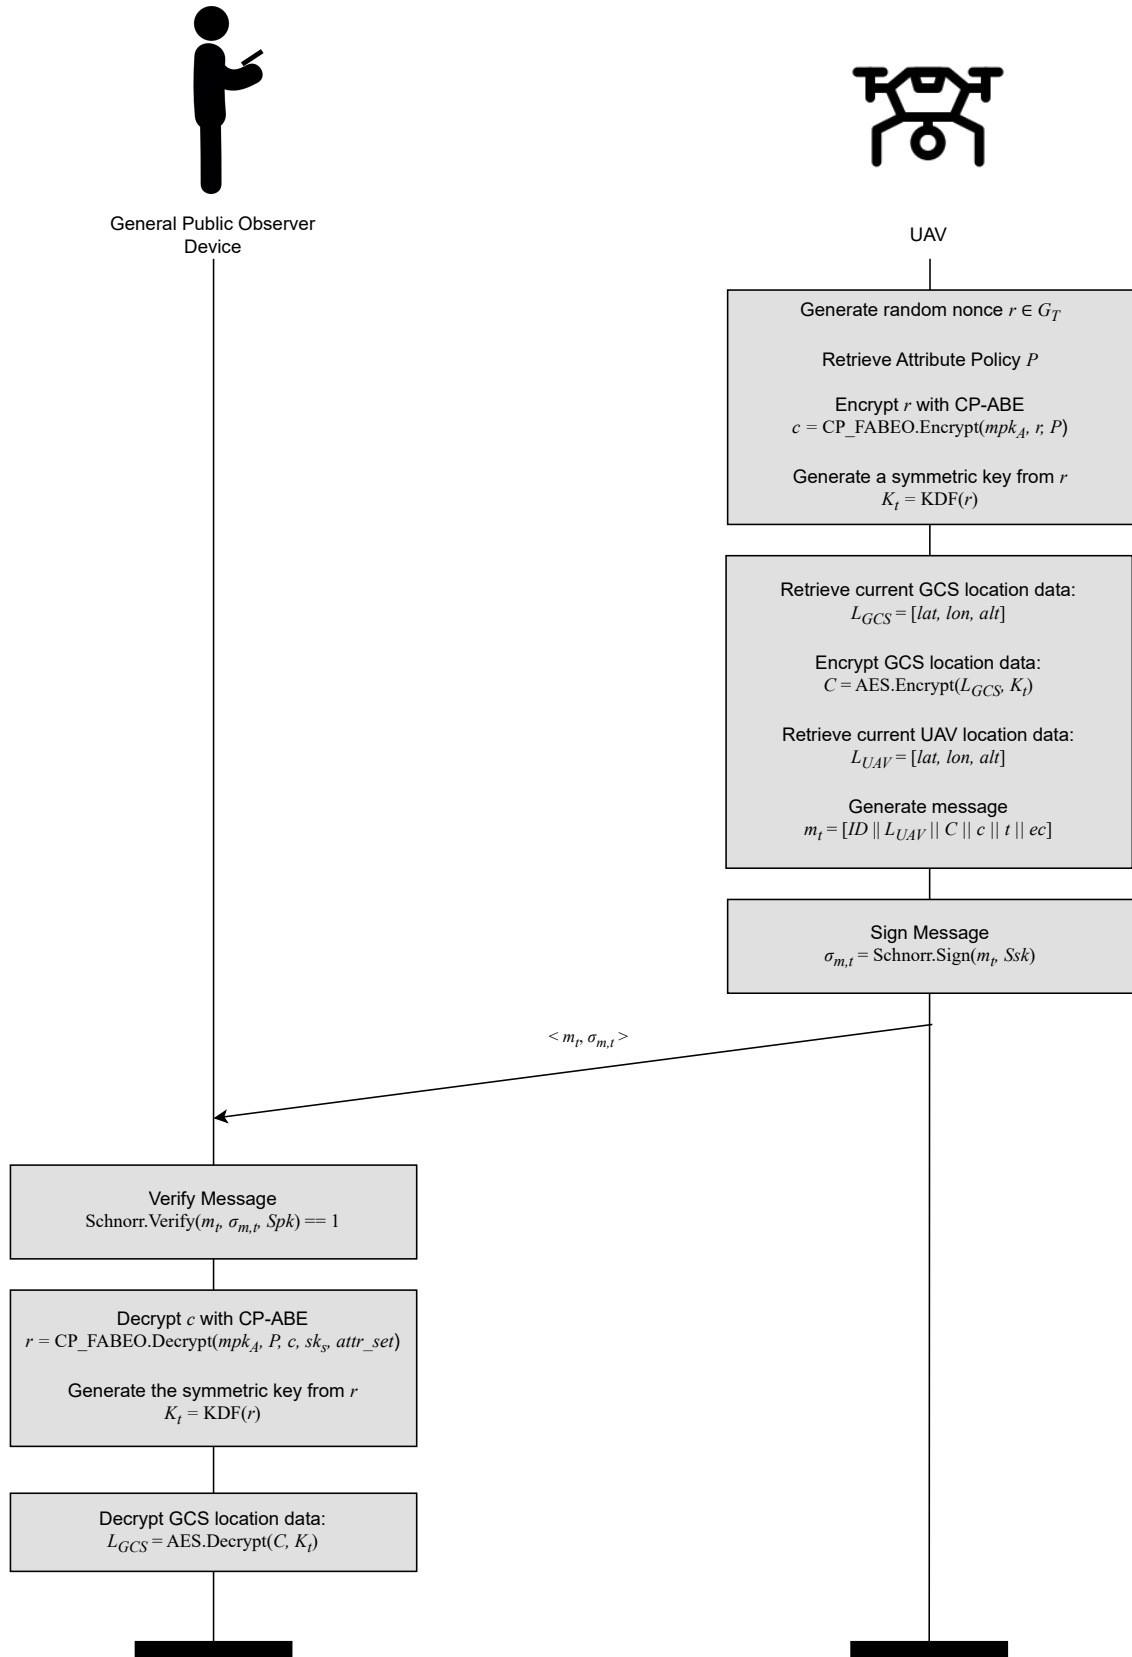 General Public Observer
Device
UAV
Generate random nonce r ∈ G_T
Retrieve Attribute Policy P
Encrypt r with CP-ABE
c = CP_FABEO.Encrypt(mpk_A, r, P)
Generate a symmetric key from r
K_t = KDF(r)
Retrieve current GCS location data:
L_GCS = [lat, lon, alt]
Encrypt GCS location data:
C = AES.Encrypt(L_GCS, K_t)
Retrieve current UAV location data:
L_UAV = [lat, lon, alt]
Generate message
m_t = [ID || L_UAV || C || c || t || ec]
Sign Message
σ_m,t = Schnorr.Sign(m_t, Ssk)
< m_t, σ_m,t >
Verify Message
Schnorr.Verify(m_t, σ_m,t, Spk) == 1
Decrypt c with CP-ABE
r = CP_FABEO.Decrypt(mpk_A, P, c, sk_s, attr_set)
Generate the symmetric key from r
K_t = KDF(r)
Decrypt GCS location data:
L_GCS = AES.Decrypt(C, K_t)